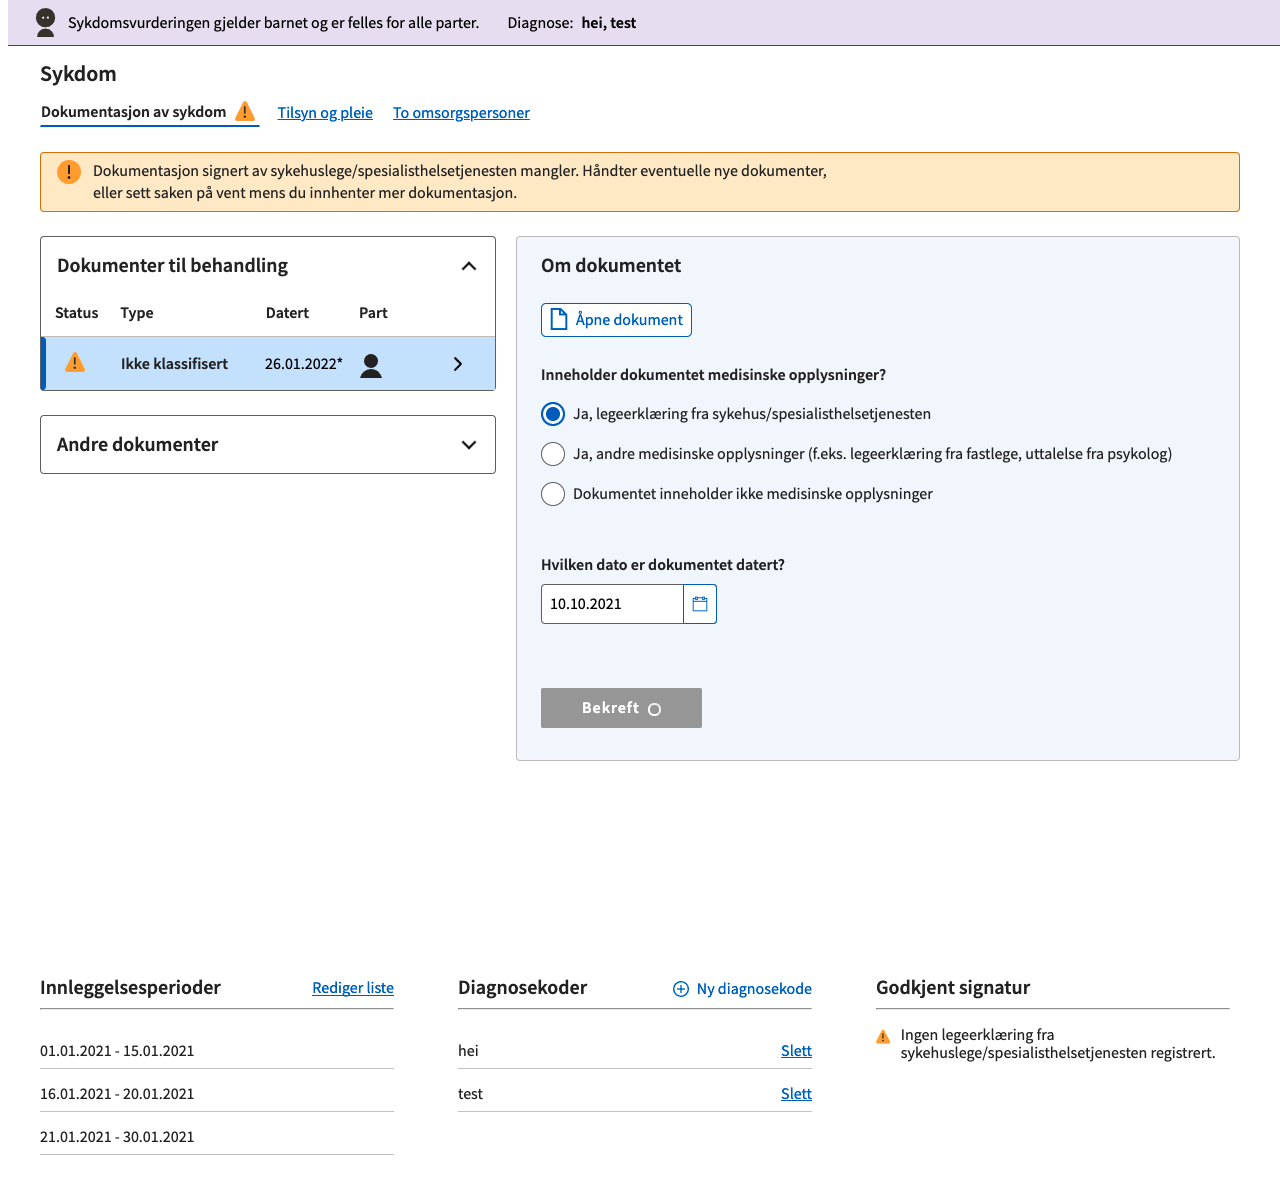 Sykdomsvurderingen gjelder barnet og er felles for alle parter. Diagnose: hei, test
Sykdom
Dokumentasjon av sykdom Tilsyn og pleie To omsorgspersoner
Dokumentasjon signert av sykehuslege/spesialisthelsetjenesten mangler. Håndter eventuelle nye dokumenter,
eller sett saken på vent mens du innhenter mer dokumentasjon.
Dokumenter til behandling
Status Type Datert Part
Ikke klassifisert 26.01.2022*
Andre dokumenter
Om dokumentet
Åpne dokument
Inneholder dokumentet medisinske opplysninger?
Ja, legeerklæring fra sykehus/spesialisthelsetjenesten
Ja, andre medisinske opplysninger (f.eks. legeerklæring fra fastlege, uttalelse fra psykolog)
Dokumentet inneholder ikke medisinske opplysninger
Hvilken dato er dokumentet datert?
10.10.2021
Bekreft
Innleggelsesperioder Rediger liste
01.01.2021 - 15.01.2021
16.01.2021 - 20.01.2021
21.01.2021 - 30.01.2021
Diagnosekoder Ny diagnosekode
hei Slett
test Slett
Godkjent signatur
Ingen legeerklæring fra
sykehuslege/spesialisthelsetjenesten registrert.